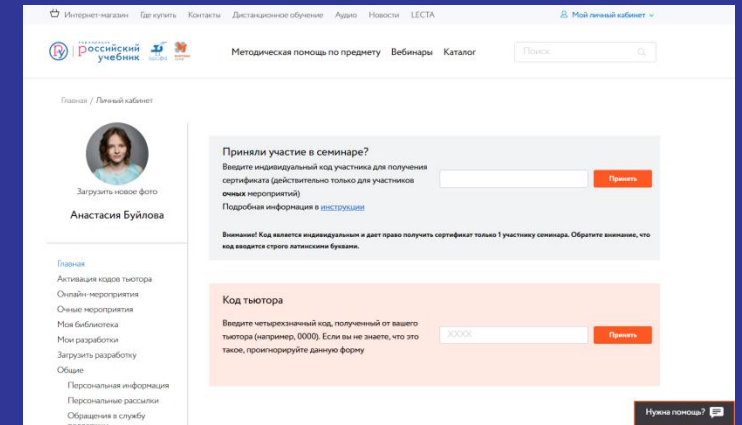 Интернет-магазин Где купить Контакты Дистанционное обучение Аудио Новости LECTA Мой личный кабинет
российский
учебник
Методическая помощь по предмету Вебинары Каталог Поиск
Главная / Личный кабинет
Загрузить новое фото
Анастасия Буйлова
Главная
Активация кодов тьютора
Онлайн-мероприятия
Очные мероприятия
Моя библиотека
Мои разработки
Загрузить разработку
Общие
Персональная информация
Персональные рассылки
Обращения в службу
Приняли участие в семинаре?
Введите индивидуальный код участника для получения
сертификата (действительно только для участников
очных мероприятий)
Подробная информация в инструкции
Принять
Внимание! Код является индивидуальным и дает право получить сертификат только 1 участнику семинара. Обратите внимание, что
код вводится строго латинскими буквами.
Код тьютора
Введите четырехзначный код, полученный от вашего
тьютора (например, 0000). Если вы не знаете, что это
такое, проигнорируйте данную форму
XXXX
Принять
Нужна помощь?